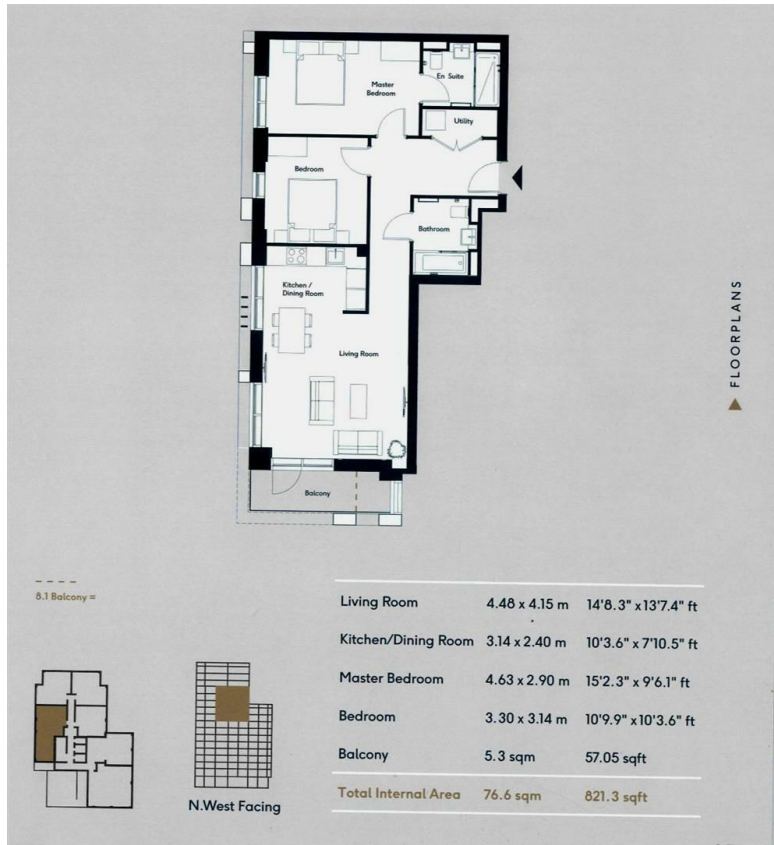 Master
Bedroom
En Suite
Utility
Bedroom
Bathroom
Kitchen /
Dining Room
Living Room
Balcony
FLOORPLANS
8.1 Balcony =
N.West Facing
Living Room 4.48 x 4.15 m 14'8.3" x 13'7.4" ft
Kitchen/Dining Room 3.14 x 2.40 m 10'3.6" x 7'10.5" ft
Master Bedroom 4.63 x 2.90 m 15'2.3" x 9'6.1" ft
Bedroom 3.30 x 3.14 m 10'9.9" x 10'3.6" ft
Balcony 5.3 sqm 57.05 sqft
Total Internal Area 76.6 sqm 821.3 sqft